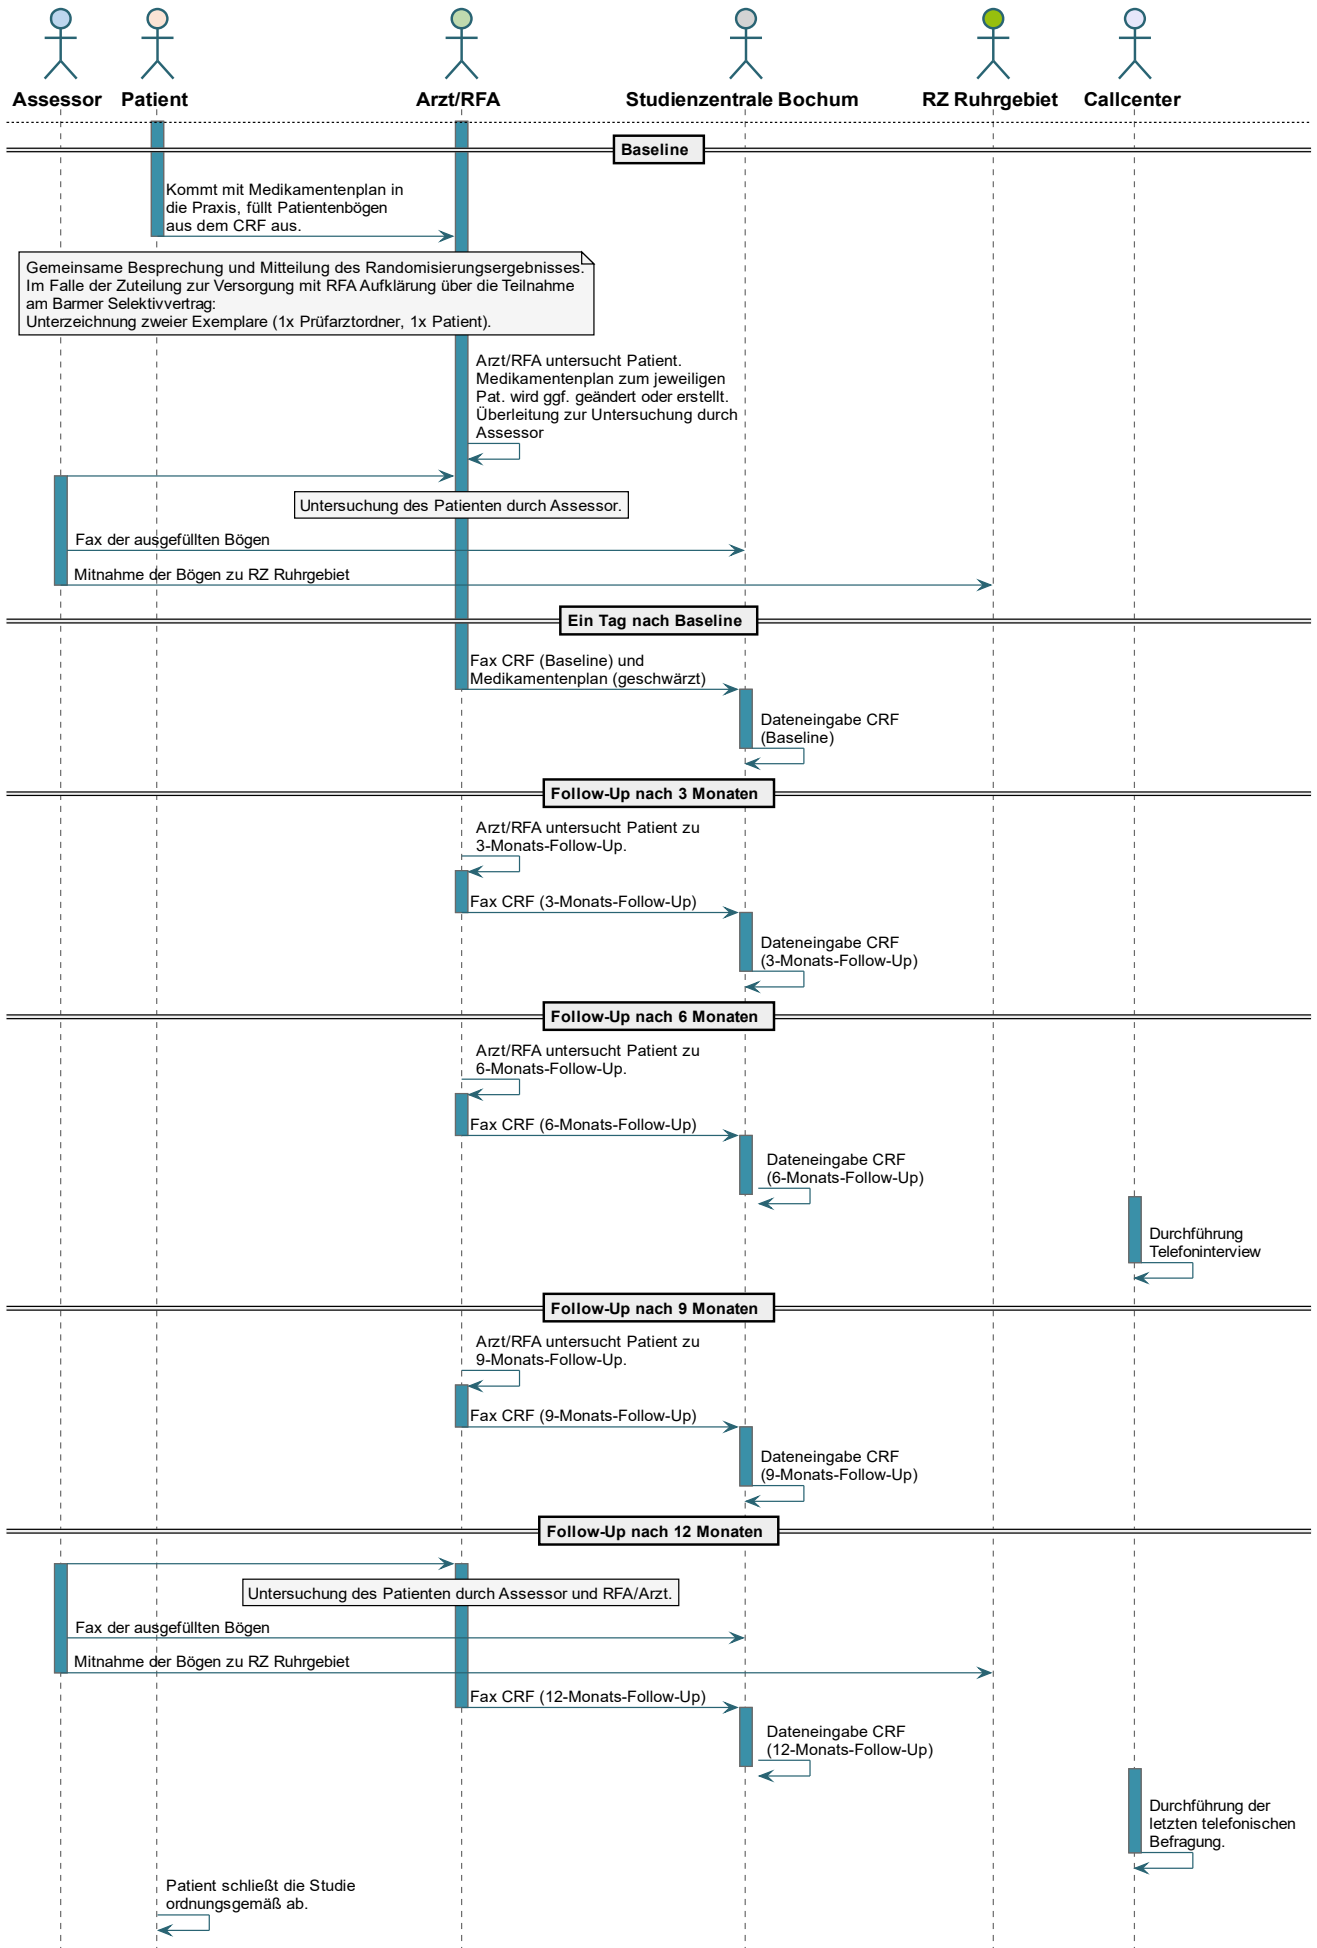 Assessor
Patient
Arzt/RFA
Studienzentrale Bochum
RZ Ruhrgebiet
Callcenter
Baseline
Kommt mit Medikamentenplan in
die Praxis, füllt Patientenbögen
aus dem CRF aus.
Gemeinsame Besprechung und Mitteilung des Randomisierungsergebnisses.
Im Falle der Zuteilung zur Versorgung mit RFA Aufklärung über die Teilnahme
am Barmer Selektivvertrag:
Unterzeichnung zweier Exemplare (1x Prüfarztordner, 1x Patient).
Arzt/RFA untersucht Patient.
Medikamentenplan zum jeweiligen
Pat. wird ggf. geändert oder erstellt.
Überleitung zur Untersuchung durch
Assessor
Untersuchung des Patienten durch Assessor.
Fax der ausgefüllten Bögen
Mitnahme der Bögen zu RZ Ruhrgebiet
Ein Tag nach Baseline
Fax CRF (Baseline) und
Medikamentenplan (geschwärzt)
Dateneingabe CRF
(Baseline)
Follow-Up nach 3 Monaten
Arzt/RFA untersucht Patient zu
3-Monats-Follow-Up.
Fax CRF (3-Monats-Follow-Up)
Dateneingabe CRF
(3-Monats-Follow-Up)
Follow-Up nach 6 Monaten
Arzt/RFA untersucht Patient zu
6-Monats-Follow-Up.
Fax CRF (6-Monats-Follow-Up)
Dateneingabe CRF
(6-Monats-Follow-Up)
Durchführung
Telefoninterview
Follow-Up nach 9 Monaten
Arzt/RFA untersucht Patient zu
9-Monats-Follow-Up.
Fax CRF (9-Monats-Follow-Up)
Dateneingabe CRF
(9-Monats-Follow-Up)
Follow-Up nach 12 Monaten
Untersuchung des Patienten durch Assessor und RFA/Arzt.
Fax der ausgefüllten Bögen
Mitnahme der Bögen zu RZ Ruhrgebiet
Fax CRF (12-Monats-Follow-Up)
Dateneingabe CRF
(12-Monats-Follow-Up)
Durchführung der
letzten telefonischen
Befragung.
Patient schließt die Studie
ordnungsgemäß ab.